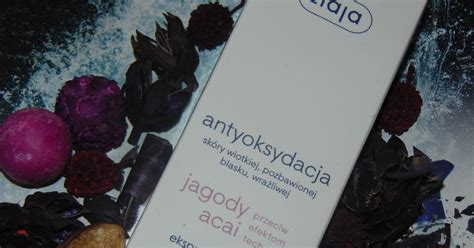 ziaja
antyoksydacja
skóry wiotkiej, pozbawionej
blasku, wrażliwej
jagody
acai
przeciw
efektom